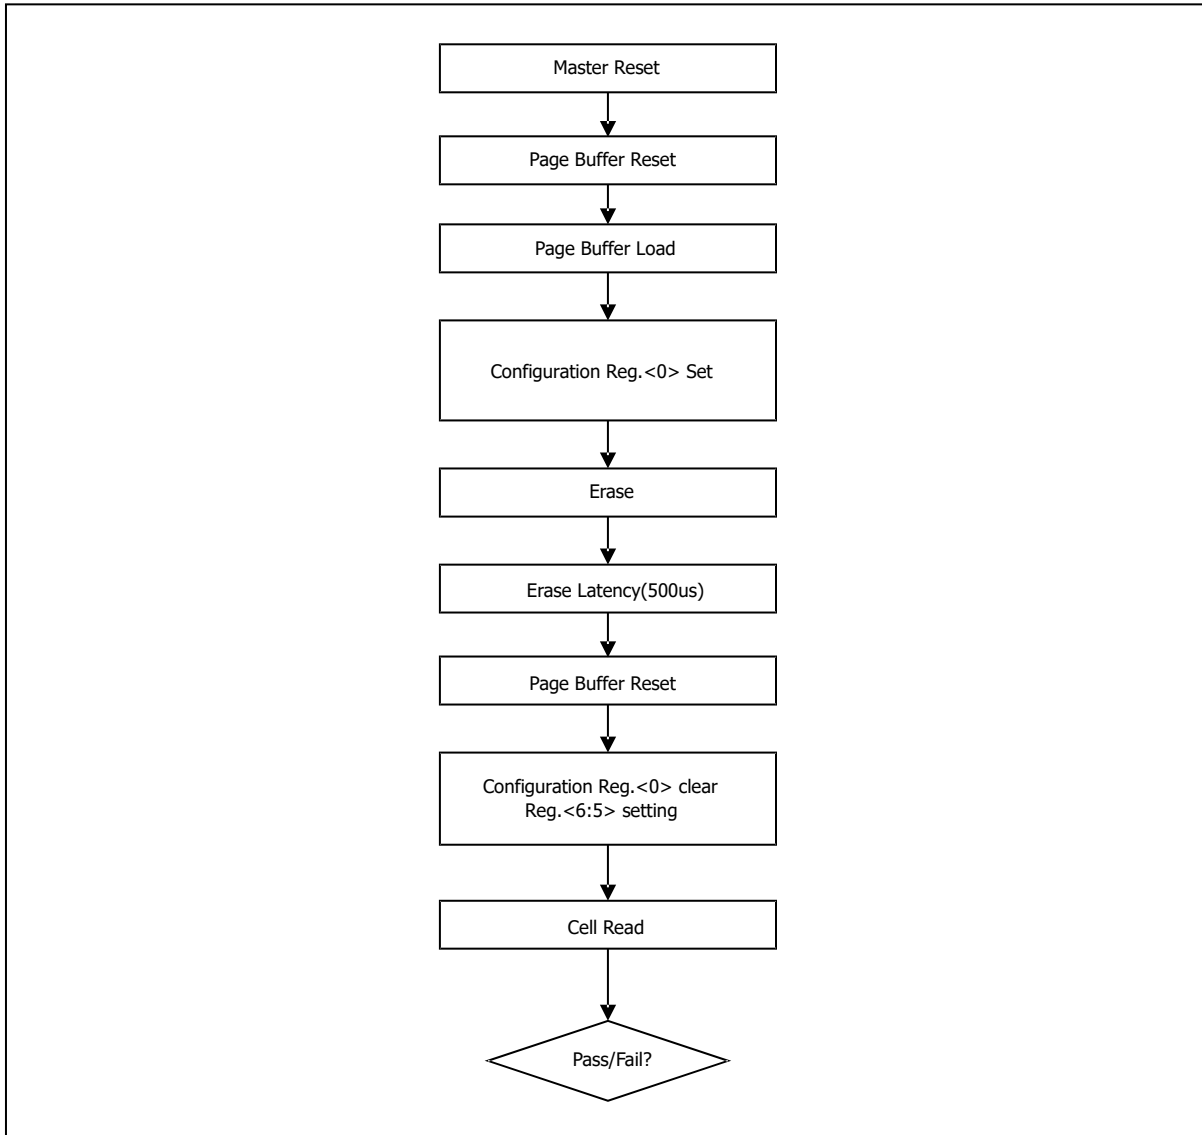 Master Reset
Page Buffer Reset
Page Buffer Load
Configuration Reg.<0> Set
Erase
Erase Latency(500us)
Page Buffer Reset
Configuration Reg.<0> clear
Reg.<6:5> setting
Cell Read
Pass/Fail?